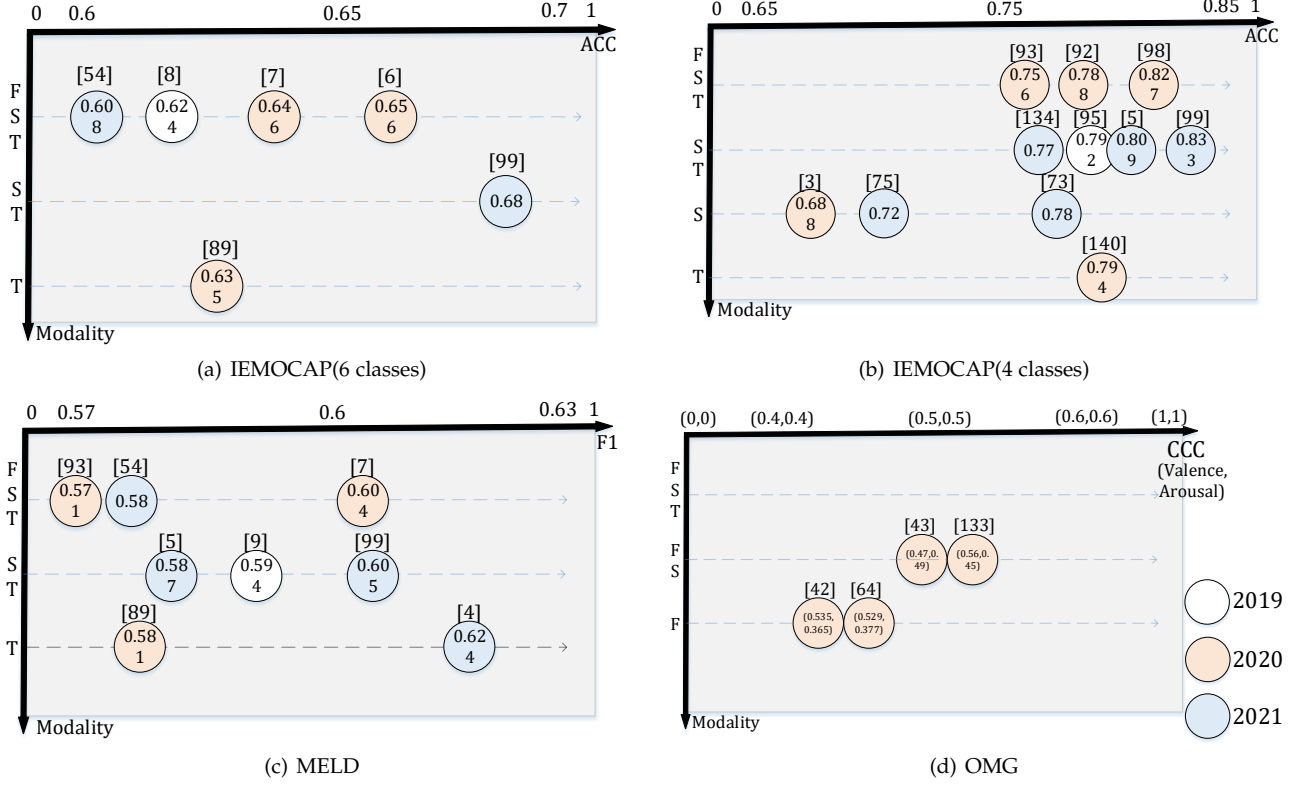 0 0.6 0.65 0.7 1
ACC
[54] [8] [7] [6]
F
S
T
0.60
8
0.62
4
0.64
6
0.65
6
[99]
S
T
0.68
[89]
T
0.63
5
Modality
(a) IEMOCAP(6 classes)
0 0.65 0.75 0.85 1
ACC
F
S
T
[93] [92] [98]
0.75
6
0.78
8
0.82
7
[134] [95] [5] [99]
S
T
0.77
0.79
2
0.80
9
0.83
3
[3] [75] [73]
S
0.68
8
0.72
0.78
[140]
T
0.79
4
Modality
(b) IEMOCAP(4 classes)
0 0.57 0.6 0.63 1
F1
[93] [54] [7]
F
S
T
0.57
1
0.58
0.60
4
[5] [9] [99]
S
T
0.58
7
0.59
4
0.60
5
[89] [4]
T
0.58
1
0.62
4
Modality
(c) MELD
(0,0) (0.4,0.4) (0.5,0.5) (0.6,0.6) (1,1)
CCC
(Valence,
Arousal)
F
S
T
[43] [133]
F
S
(0.47,0.
49)
(0.56,0.
45)
[42] [64]
F
(0.535,
0.365)
(0.529,
0.377)
Modality
(d) OMG
2019
2020
2021